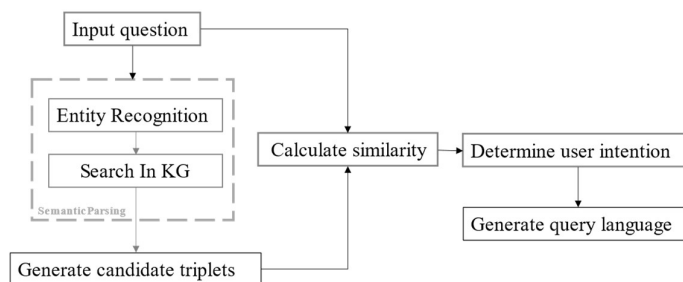 Input question
Entity Recognition
Search In KG
Semantic Parsing
Generate candidate triplets
Calculate similarity
Determine user intention
Generate query language